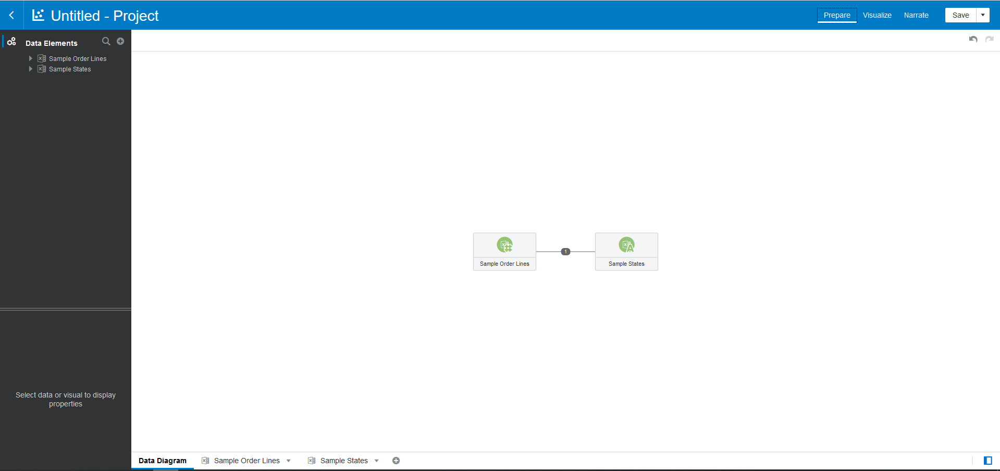 Untitled - Project
Prepare Visualize Narrate Save
Data Elements
Sample Order Lines
Sample States
Sample Order Lines
1
Sample States
Select data or visual to display
properties
Data Diagram Sample Order Lines Sample States